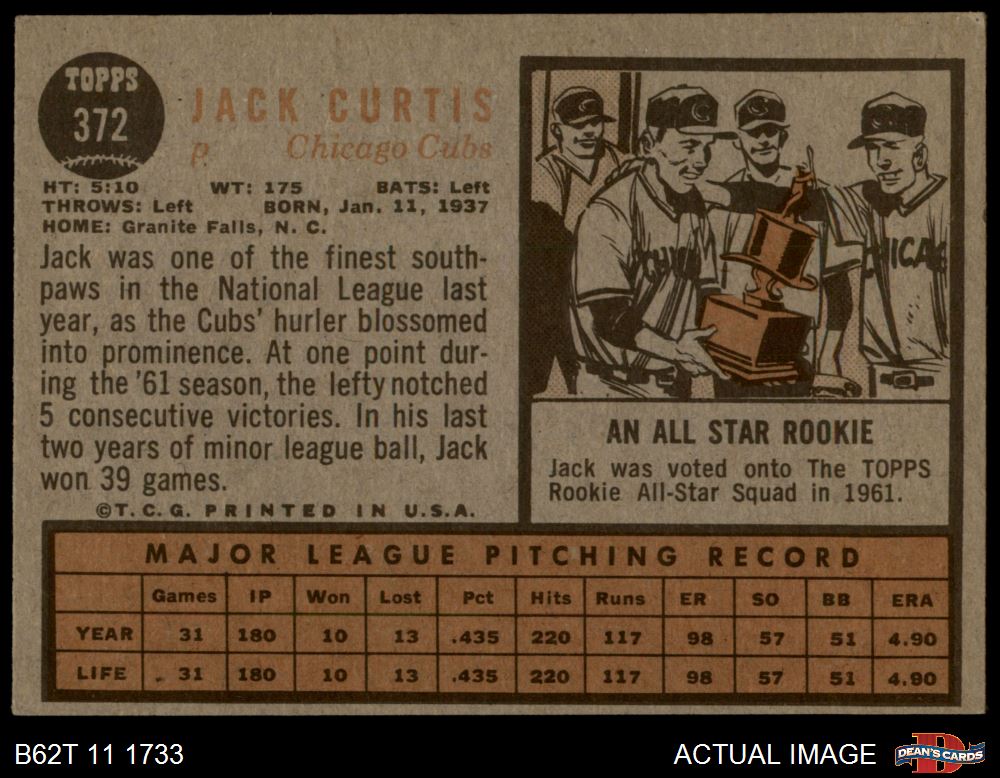 TOPPS
372
JACK CURTIS
P
Chicago Cubs
HT: 5:10 WT: 175 BATS: Left
THROWS: Left BORN, Jan. 11, 1937
HOME: Granite Falls, N. C.
Jack was one of the finest south-
paws in the National League last
year, as the Cubs' hurler blossomed
into prominence. At one point dur-
ing the '61 season, the lefty notched
5 consecutive victories. In his last
two years of minor league ball, Jack
won 39 games.
©T.C.G. PRINTED IN U.S.A.
CHICAG
AN ALL STAR ROOKIE
Jack was voted onto The TOPPS
Rookie All-Star Squad in 1961.
MAJOR LEAGUE PITCHING RECORD
Games IP Won Lost Pct Hits Runs ER SO BB ERA
YEAR 31 180 10 13 .435 220 117 98 57 51 4.90
LIFE 31 180 10 13 .435 220 117 98 57 51 4.90
B62T 11 1733
ACTUAL IMAGE
DEAN'S CARDS